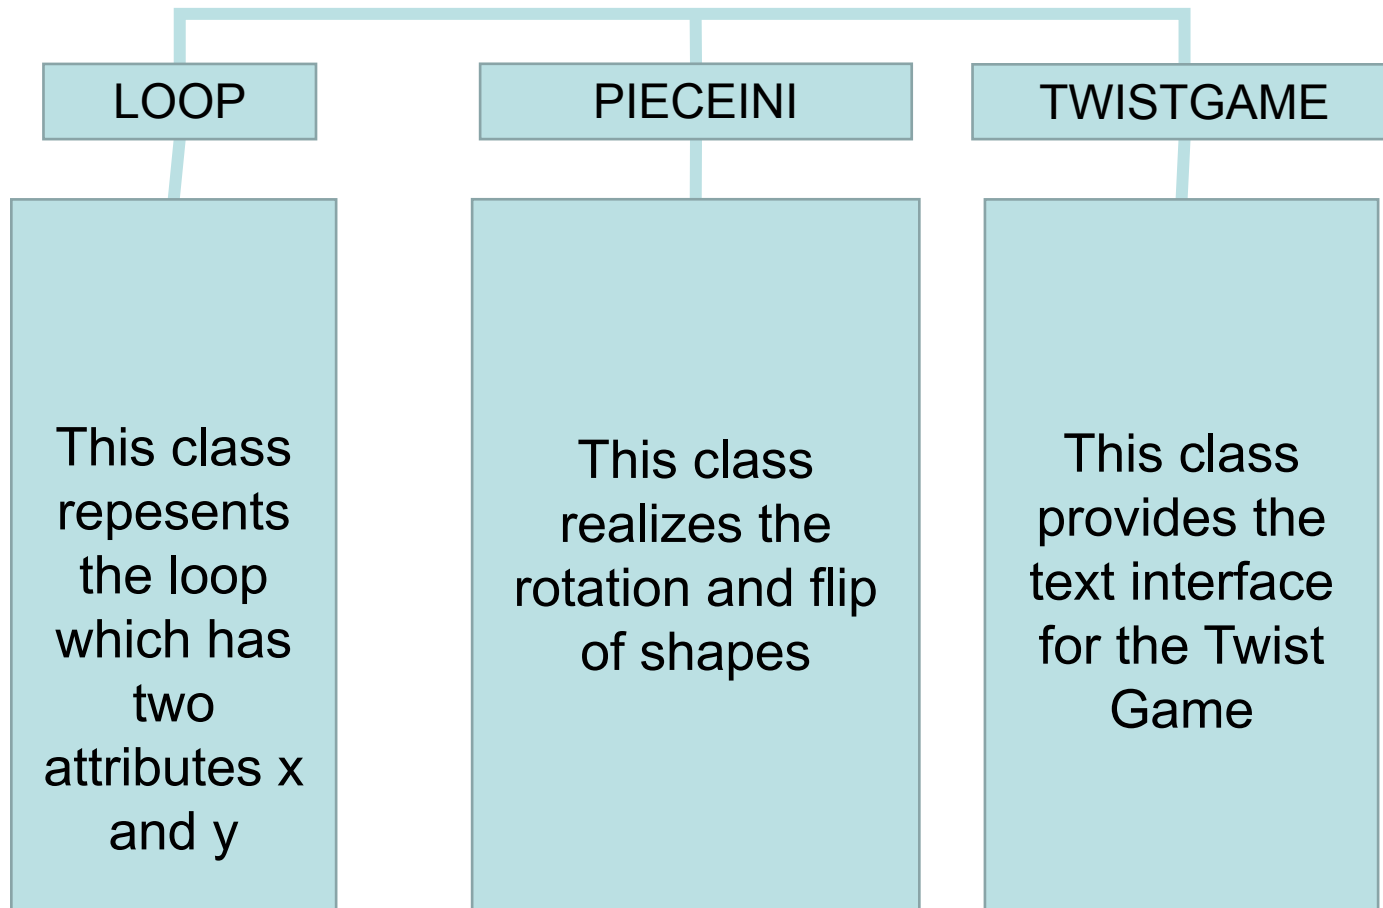 LOOP
PIECEINI
TWISTGAME
This class
repesents
the loop
which has
two
attributes x
and y
This class
realizes the
rotation and flip
of shapes
This class
provides the
text interface
for the Twist
Game